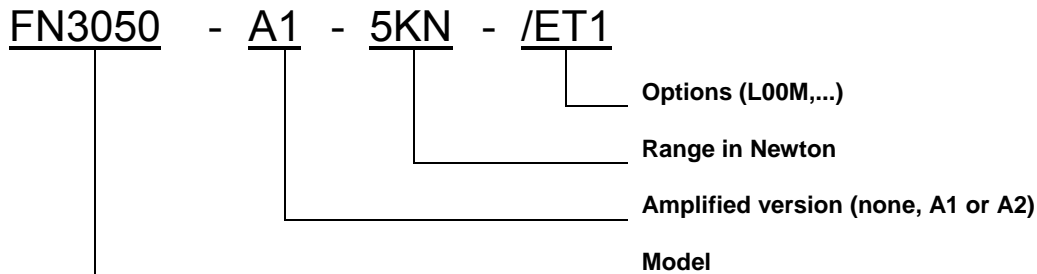 FN3050 - A1 - 5KN - /ET1
Options (L00M,...)
Range in Newton
Amplified version (none, A1 or A2)
Model